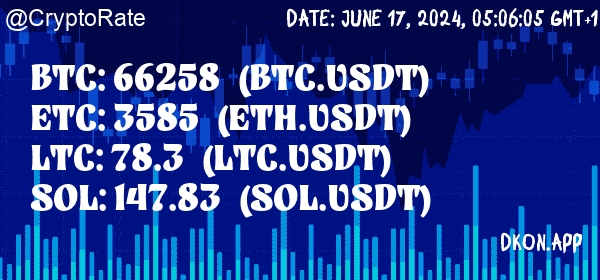 @CryptoRate
DATE: JUNE 17, 2024, 05:06:05 GMT+1
BTC: 66258 (BTC.USDT)
ETC: 3585 (ETH.USDT)
LTC: 78.3 (LTC.USDT)
SOL: 147.83 (SOL.USDT)
DKON.APP